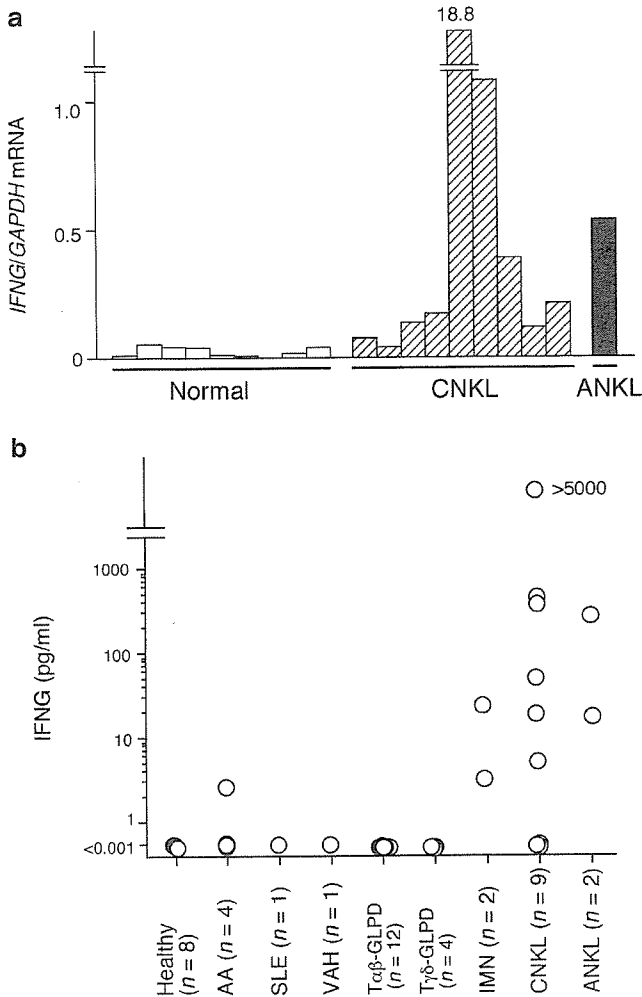 a
18.8
IFNG/GAPDH mRNA
1.0
0.5
0
Normal
CNKL
ANKL
b
IFNG (pg/ml)
>5000
1000
100
10
1
<0.001
Healthy
(n = 8)
AA (n = 4)
SLE (n = 1)
VAH (n = 1)
Tαβ-GLPD
(n = 12)
Tγδ-GLPD
(n = 4)
IMN (n = 2)
CNKL (n = 9)
ANKL (n = 2)